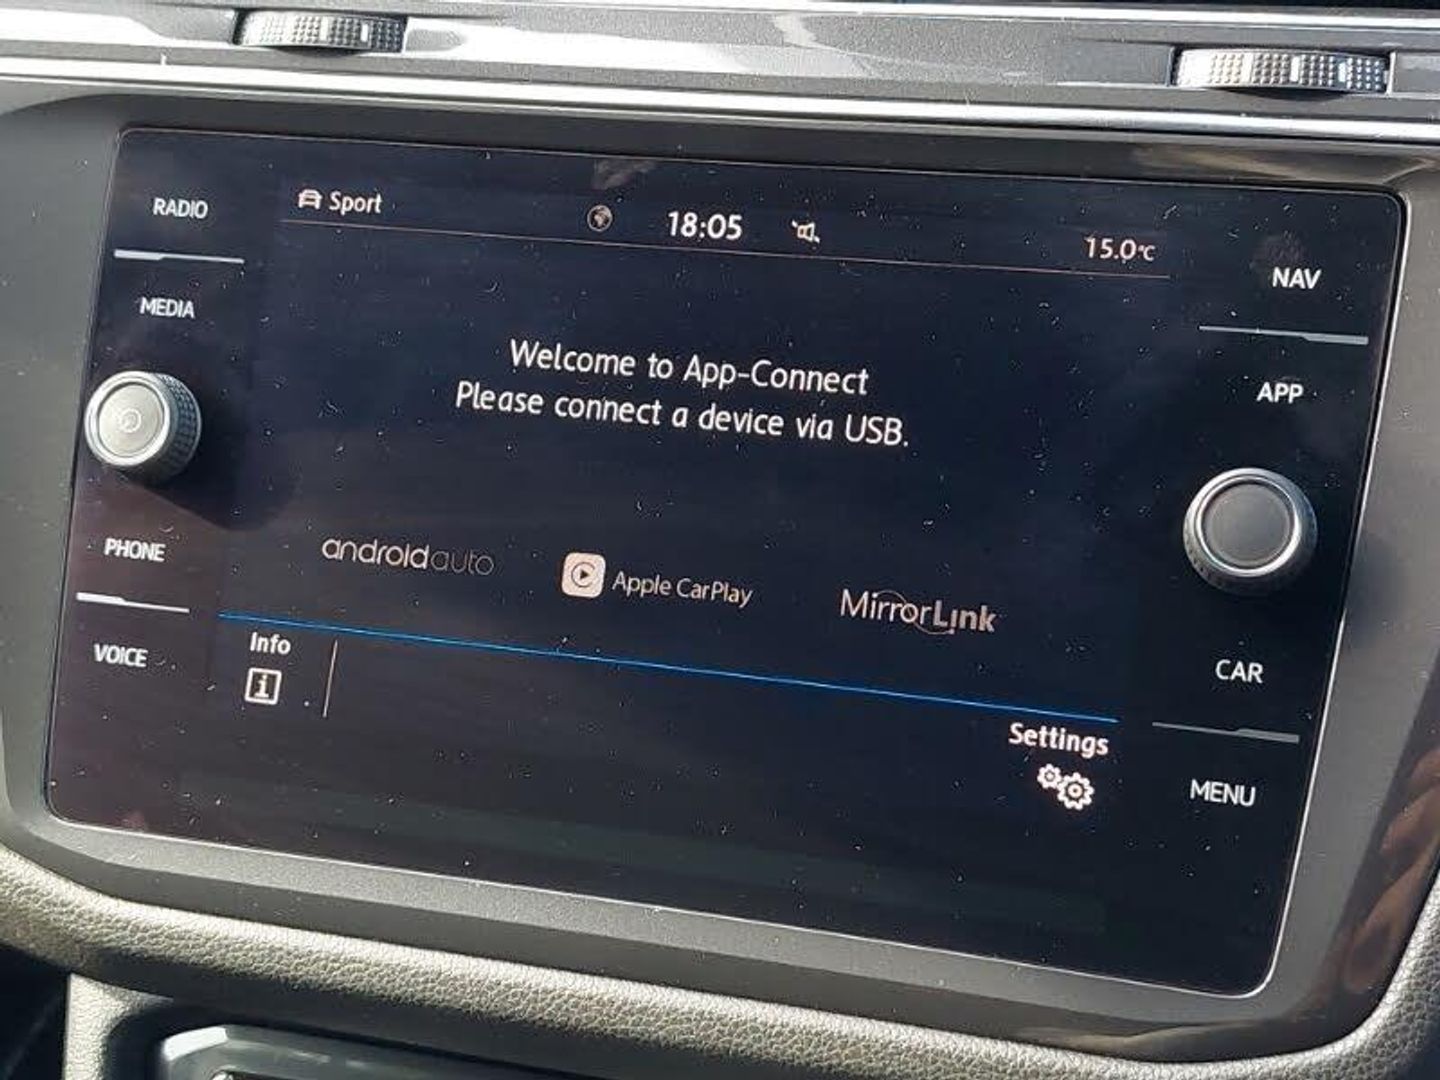 RADIO
MEDIA
PHONE
VOICE
Sport
18:05
15.0°C
Welcome to App-Connect
Please connect a device via USB.
androidauto
Apple CarPlay
MirrorLink
Info
i
Settings
NAV
APP
CAR
MENU